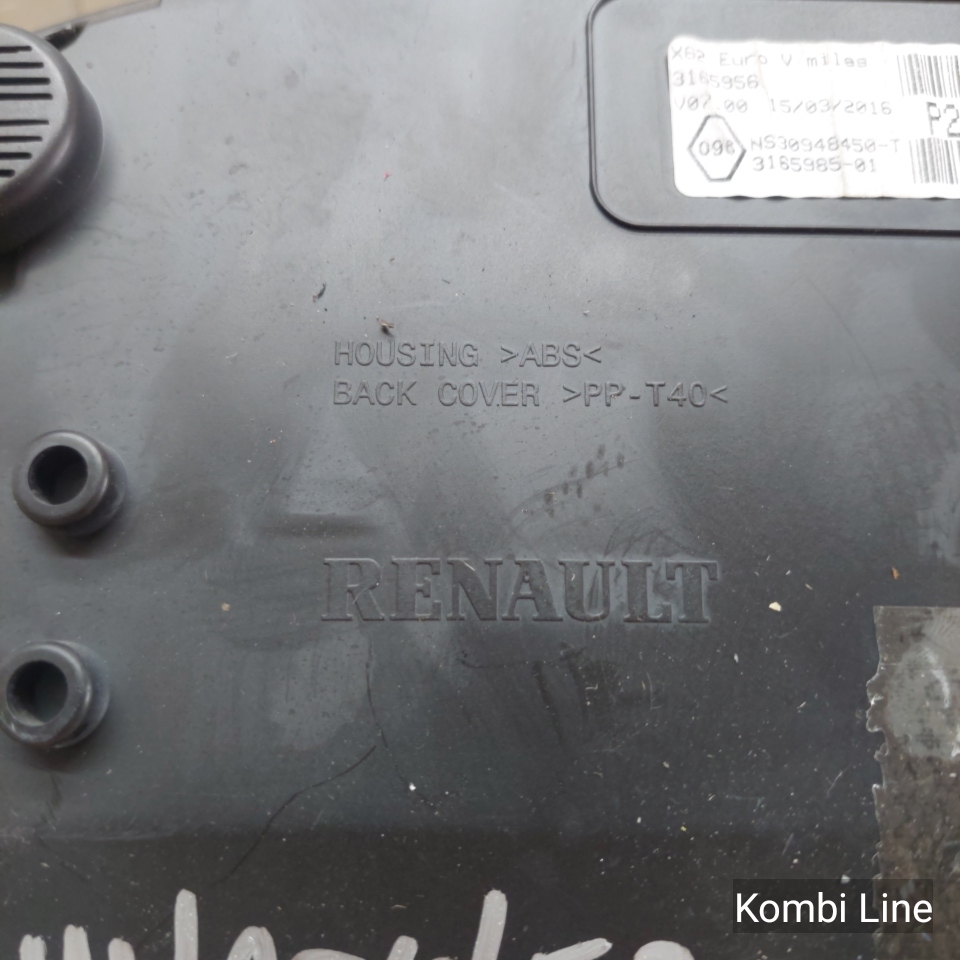 X82 Euro V miles
3165956
V07.00 15/03/2016
P2
096
NS30948450-T
3165985-01
HOUSING >ABS<
BACK COVER >PP-T40<
RENAULT
Kombi Line